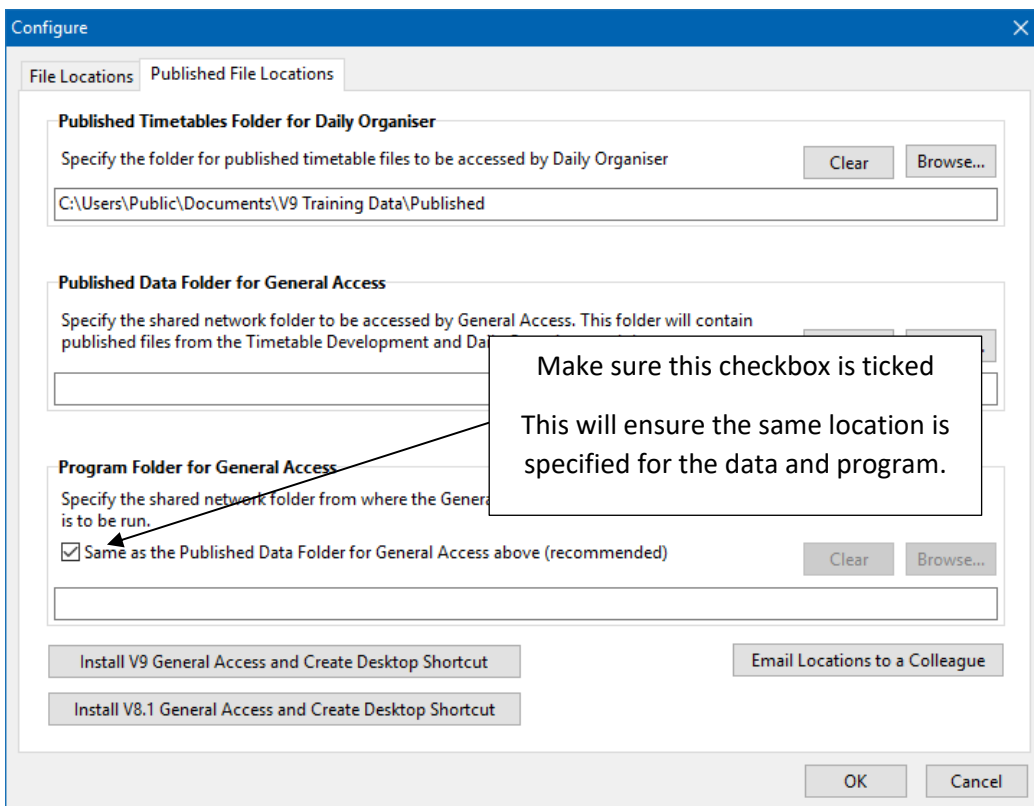 Configure
File Locations Published File Locations
Published Timetables Folder for Daily Organiser
Specify the folder for published timetable files to be accessed by Daily Organiser
Clear Browse...
C:\Users\Public\Documents\V9 Training Data\Published
Published Data Folder for General Access
Specify the shared network folder to be accessed by General Access. This folder will contain
published files from the Timetable Development and
Make sure this checkbox is ticked
This will ensure the same location is
specified for the data and program.
Program Folder for General Access
Specify the shared network folder from where the
is to be run.
Same as the Published Data Folder for General Access above (recommended)
Clear Browse...
Install V9 General Access and Create Desktop Shortcut
Email Locations to a Colleague
Install V8.1 General Access and Create Desktop Shortcut
OK Cancel